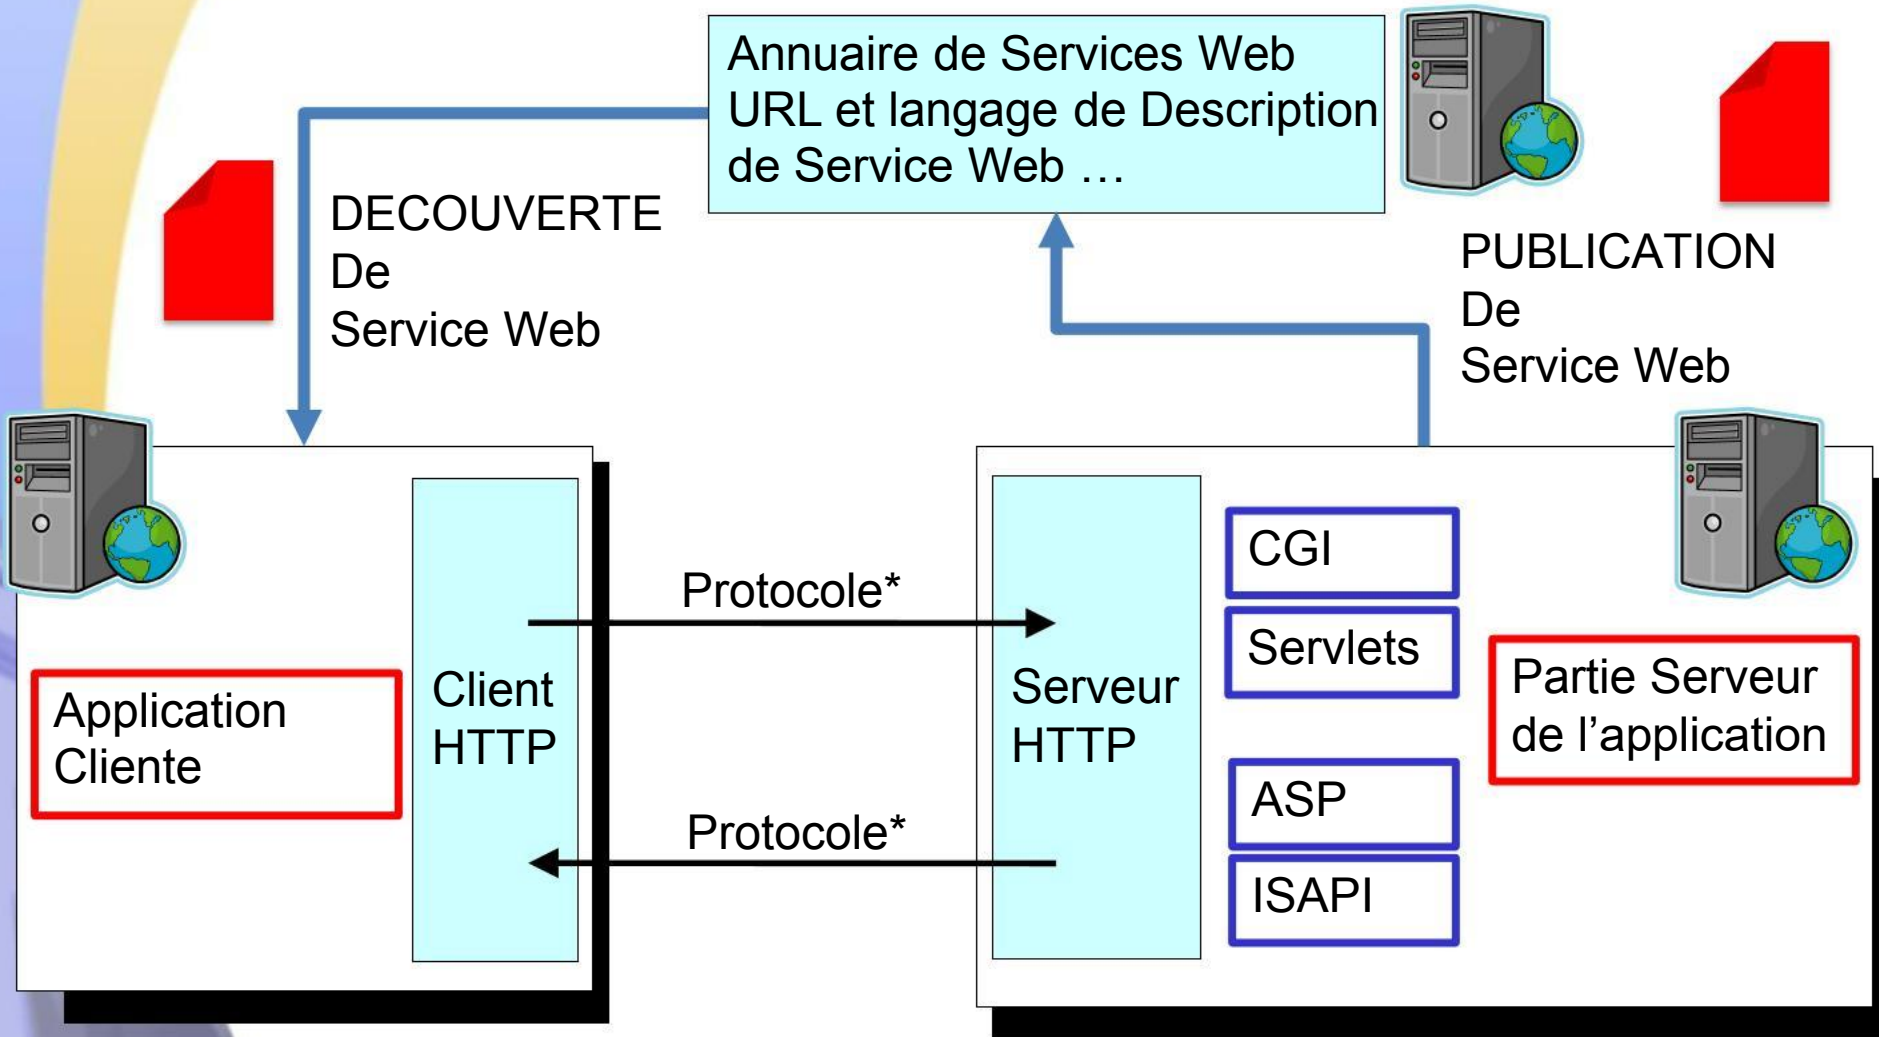 Annuaire de Services Web
URL et langage de Description
de Service Web …
DECOUVERTE
De
Service Web
PUBLICATION
De
Service Web
Application
Cliente
Client
HTTP
Protocole*
Protocole*
Serveur
HTTP
CGI
Servlets
ASP
ISAPI
Partie Serveur
de l’application